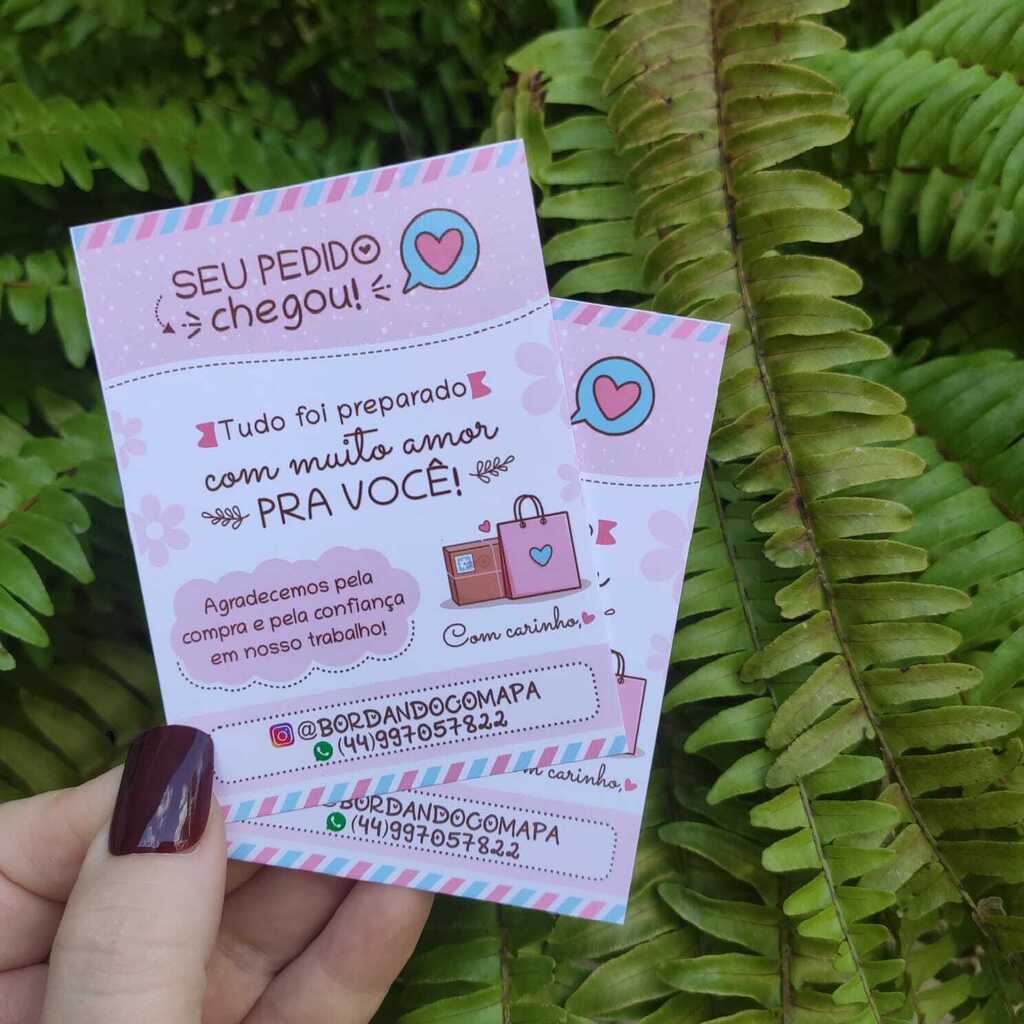 SEU PEDIDO
chegou!
Tudo foi preparado
com muito amor
PRA VOCÊ!
Agradecemos pela
compra e pela confiança
em nosso trabalho!
Com carinho,
@BORDANDOCOMAPA
(44)997057822
m carinho,
BORDANDOCOMAPA
(44)997057822